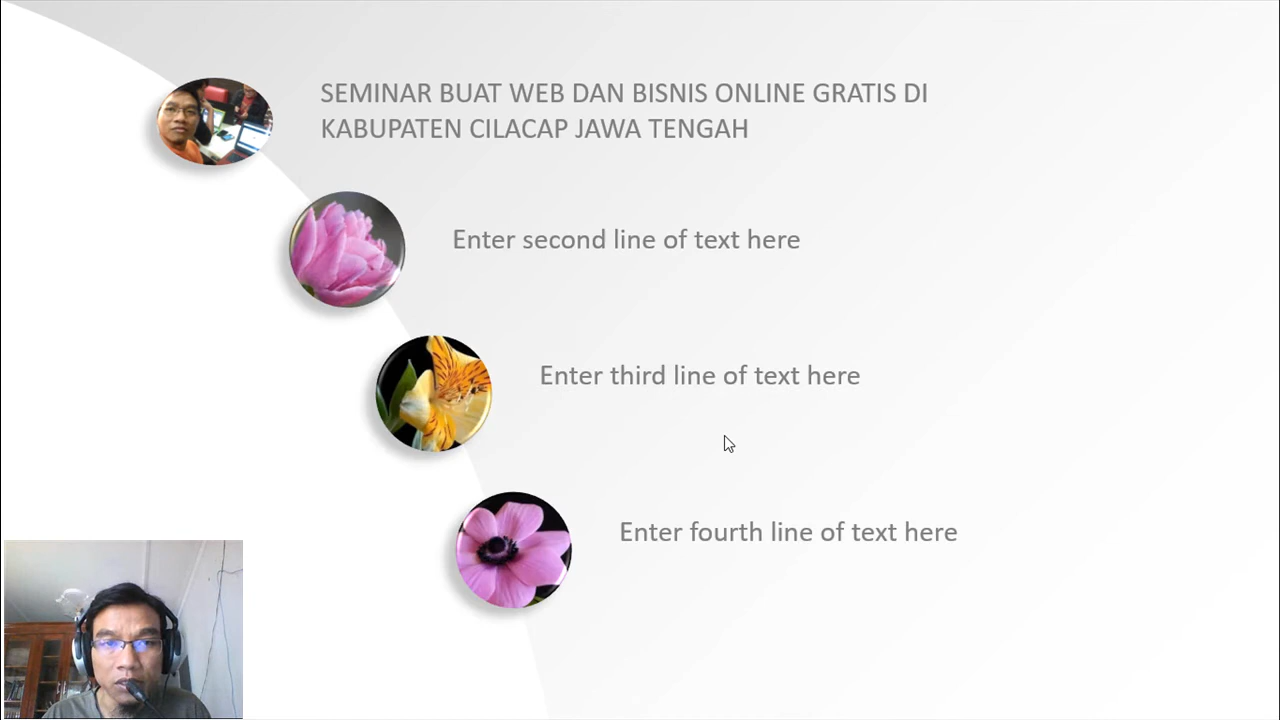 SEMINAR BUAT WEB DAN BISNIS ONLINE GRATIS DI
KABUPATEN CILACAP JAWA TENGAH
Enter second line of text here
Enter third line of text here
Enter fourth line of text here